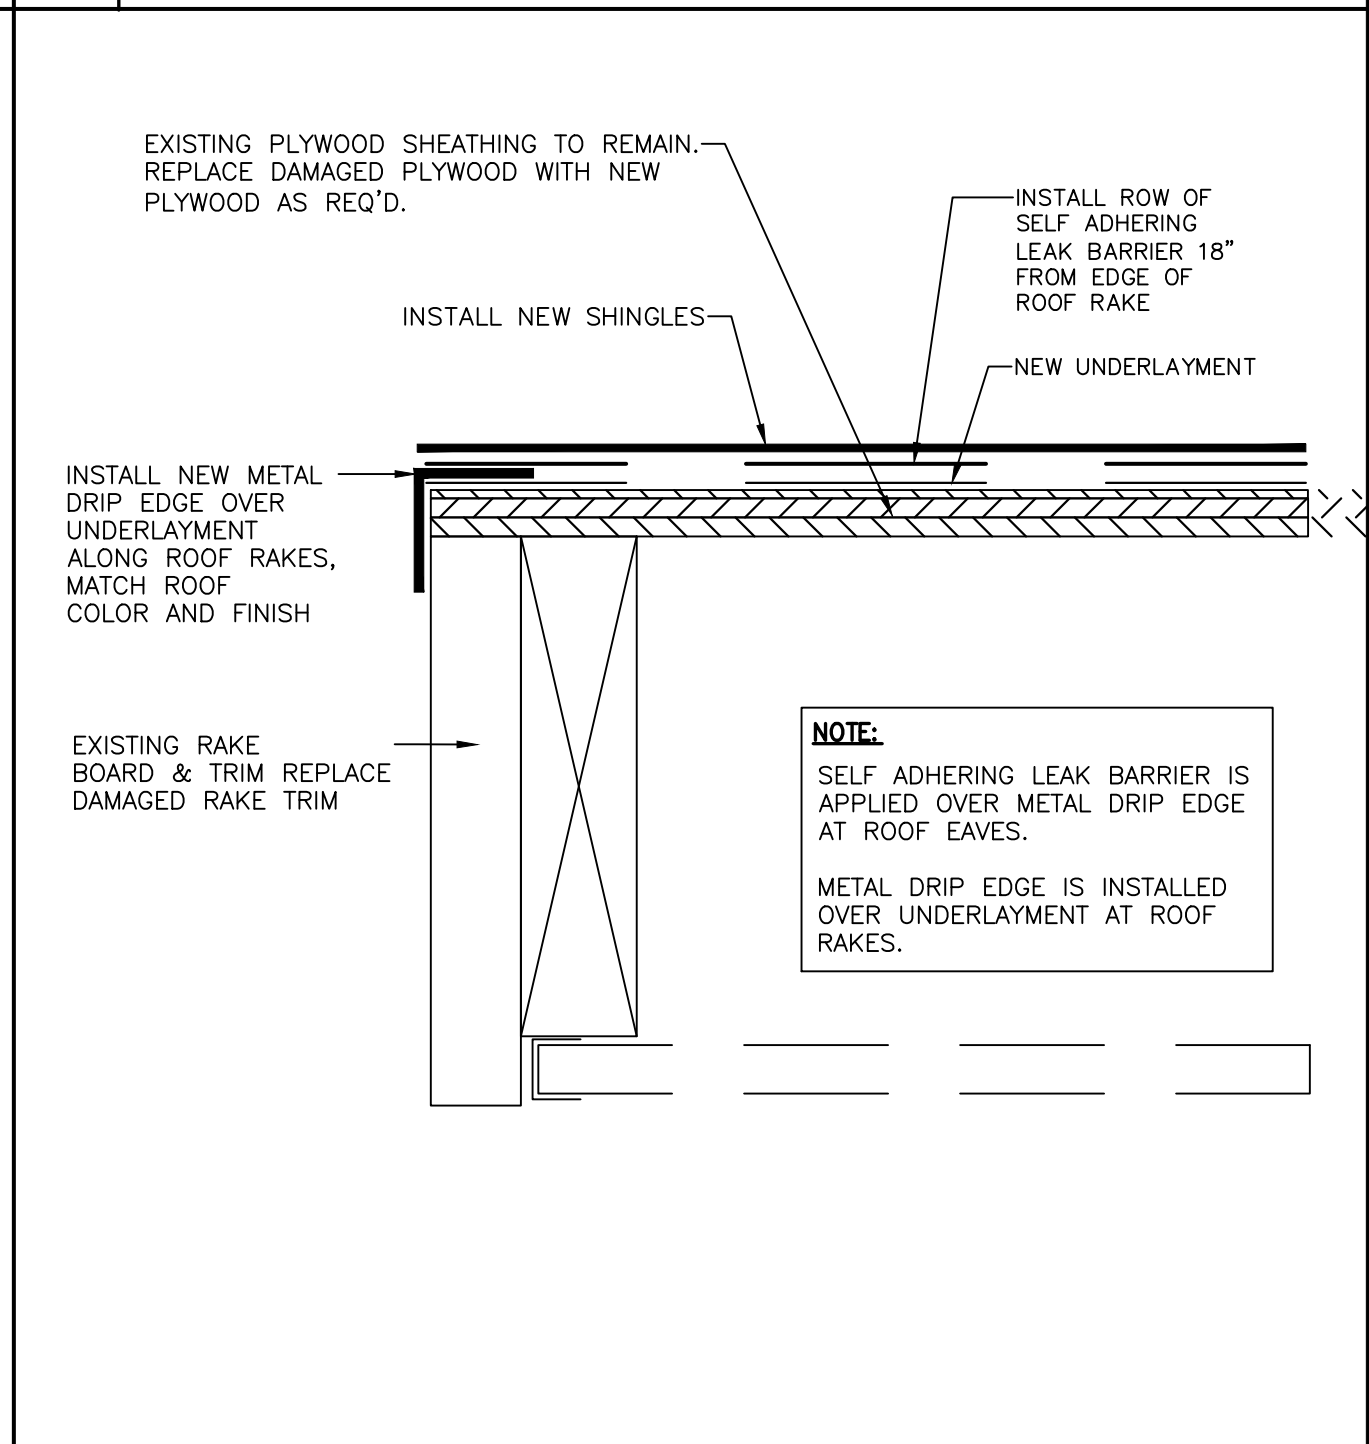 EXISTING PLYWOOD SHEATHING TO REMAIN.
REPLACE DAMAGED PLYWOOD WITH NEW
PLYWOOD AS REQ'D.
INSTALL ROW OF
SELF ADHERING
LEAK BARRIER 18"
FROM EDGE OF
ROOF RAKE
INSTALL NEW SHINGLES
NEW UNDERLAYMENT
INSTALL NEW METAL
DRIP EDGE OVER
UNDERLAYMENT
ALONG ROOF RAKES,
MATCH ROOF
COLOR AND FINISH
EXISTING RAKE
BOARD & TRIM REPLACE
DAMAGED RAKE TRIM
NOTE:
SELF ADHERING LEAK BARRIER IS
APPLIED OVER METAL DRIP EDGE
AT ROOF EAVES.
METAL DRIP EDGE IS INSTALLED
OVER UNDERLAYMENT AT ROOF
RAKES.